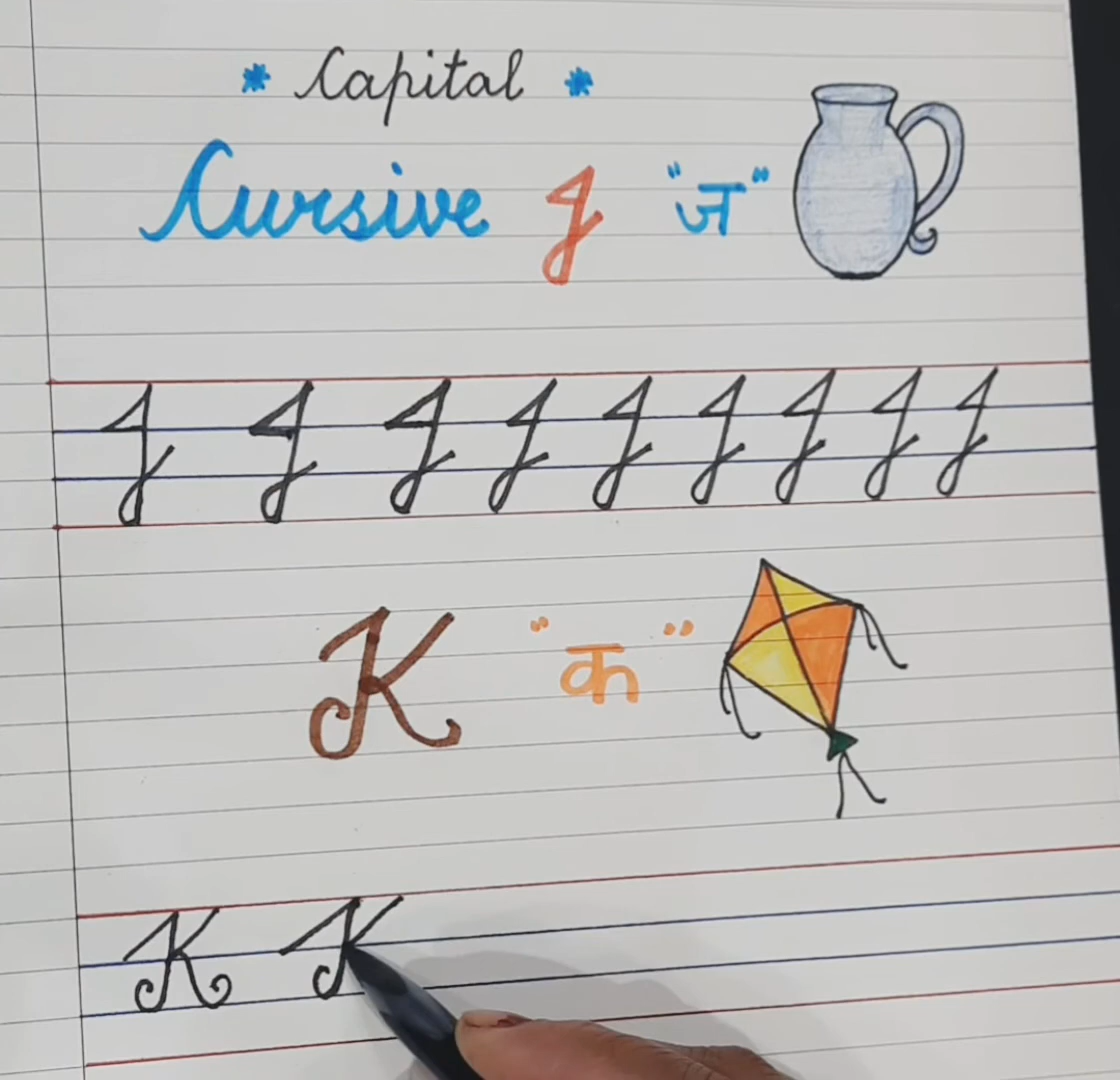 * Capital *
Cursive J "ज"
J J J J J J J J J
K "क"
K K